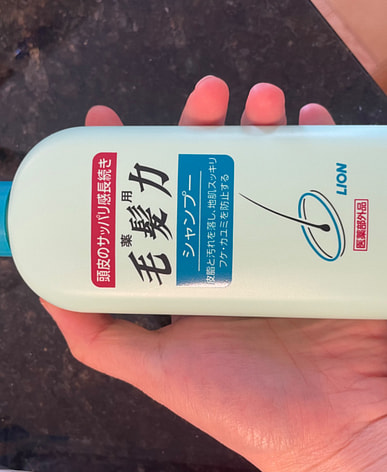 頭皮のサッパリ感長続き
薬用
毛髪力
シャンプー
皮脂と汚れを落し、地肌スッキリ
フケ・カユミを防止する
LION
医薬部外品